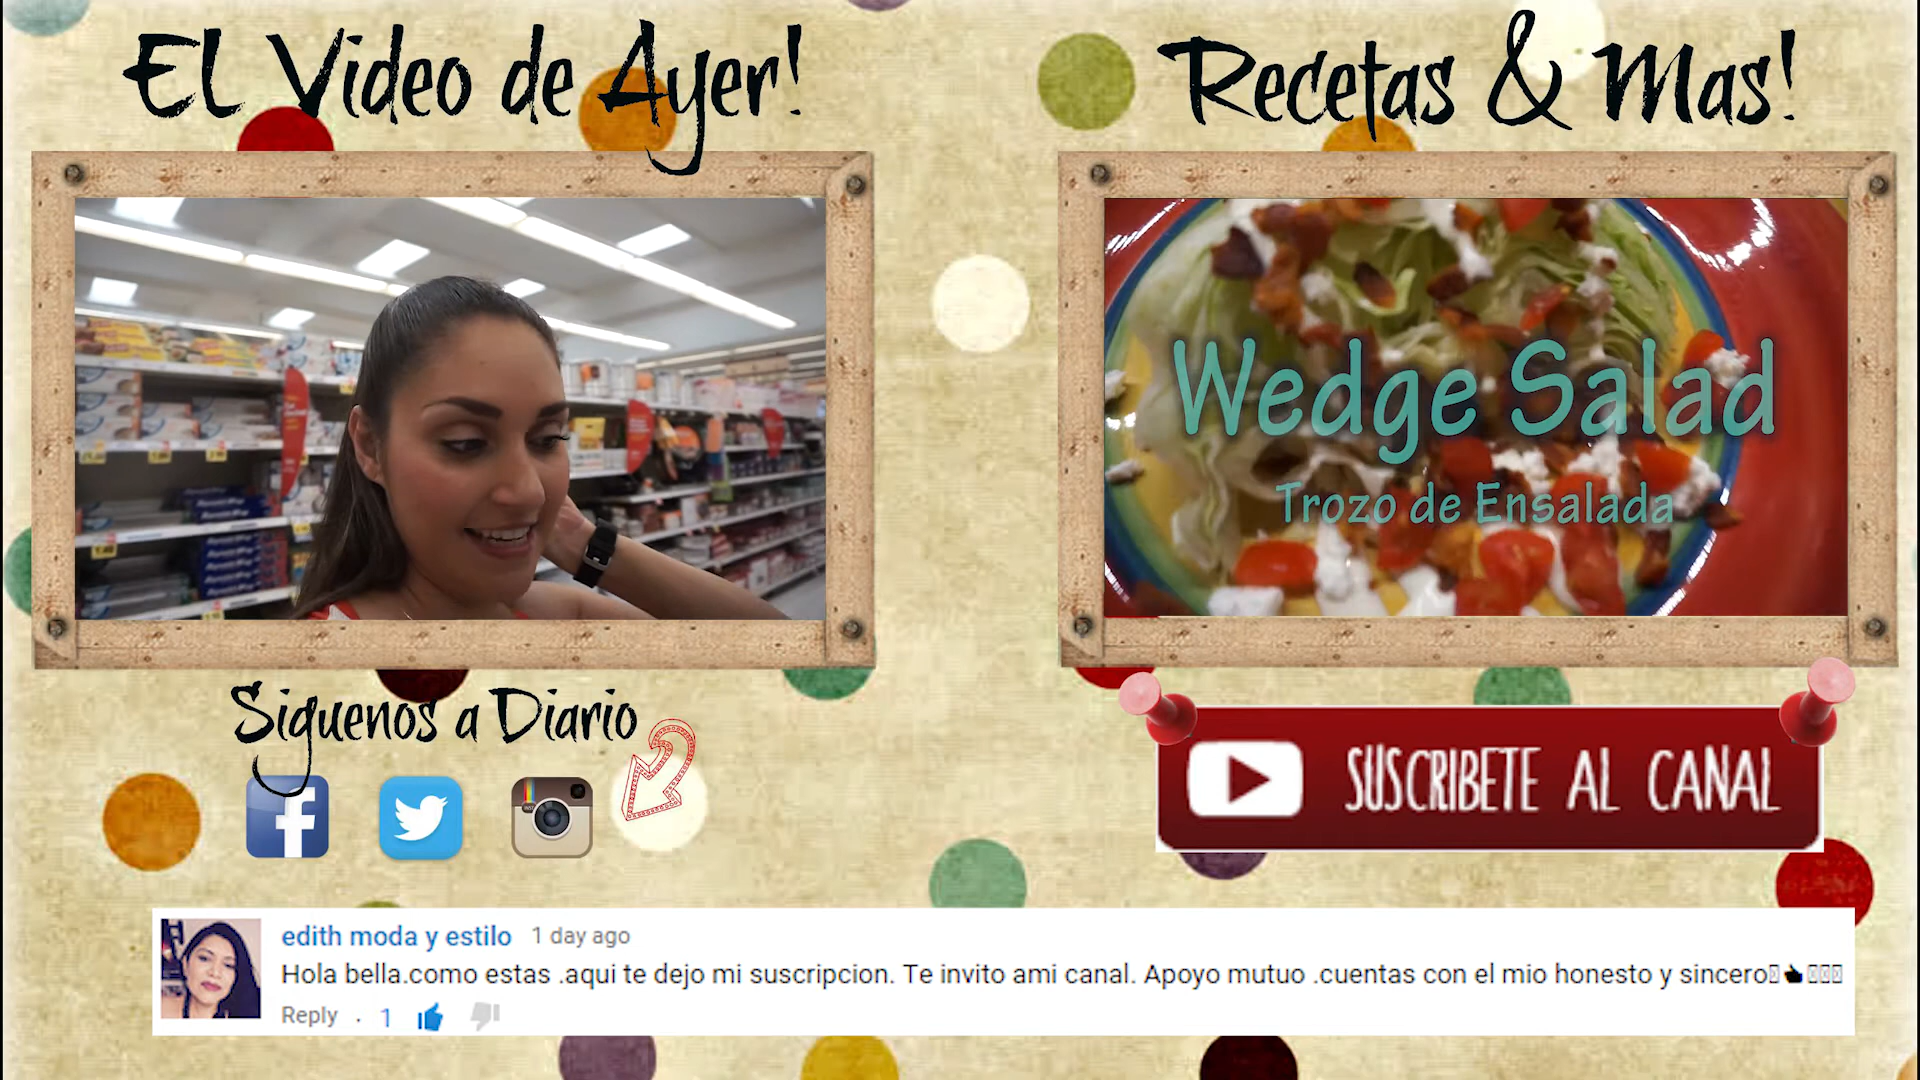 EL Video de Ayer!
Recetas & Mas!
Wedge Salad
Trozo de Ensalada
Siguenos a Diario
SUSCRIBETE AL CANAL
edith moda y estilo 1 day ago
Hola bella.como estas .aqui te dejo mi suscripcion. Te invito ami canal. Apoyo mutuo .cuentas con el mio honesto y sincero
Reply . 1